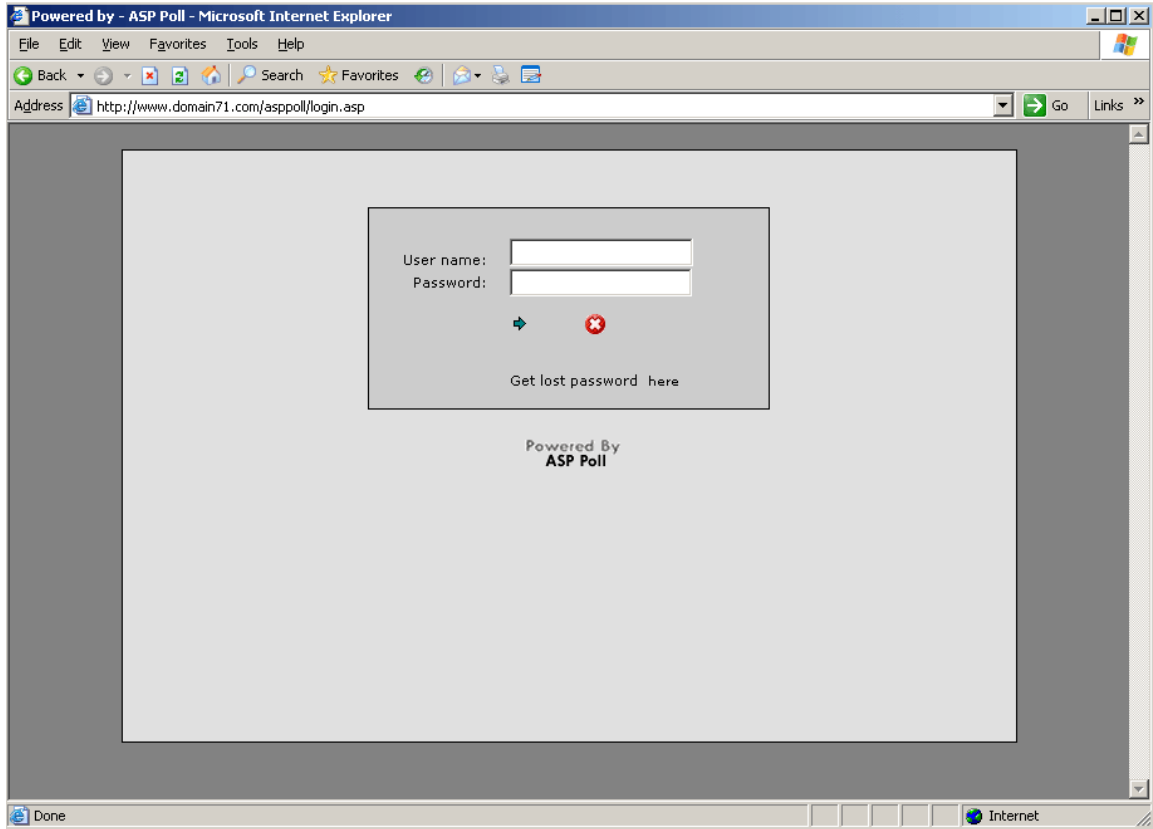 Powered by - ASP Poll - Microsoft Internet Explorer
File Edit View Favorites Tools Help
Back Search Favorites
Address http://www.domain71.com/asppoll/login.asp Go Links »
User name:
Password:
Get lost password here
Powered By
ASP Poll
Done Internet